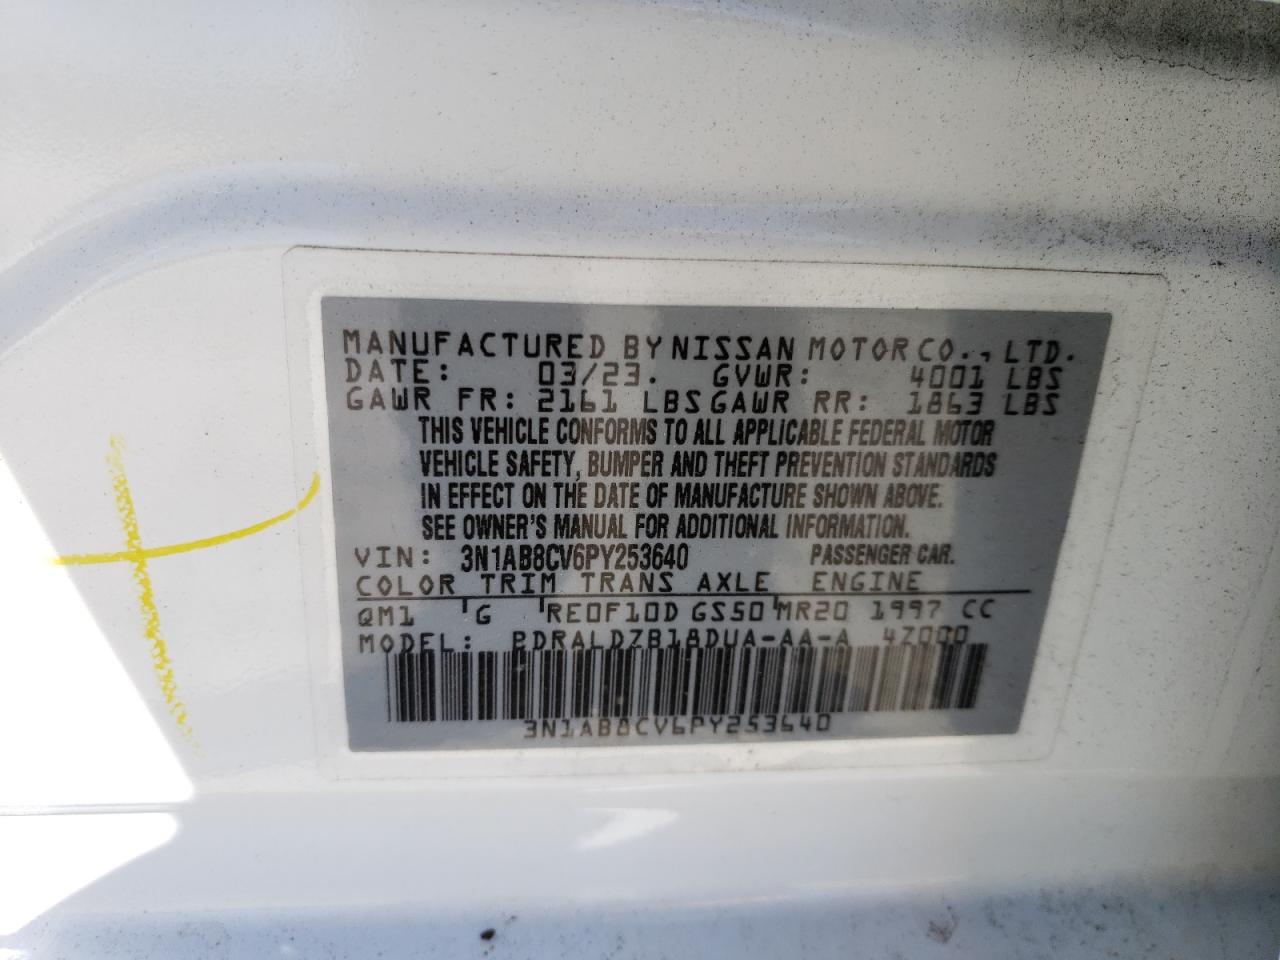 MANUFACTURED BY NISSAN MOTOR CO., LTD.
DATE: 03/23. GVWR: 4001 LBS
GAWR FR: 2161 LBS GAWR RR: 1863 LBS
THIS VEHICLE CONFORMS TO ALL APPLICABLE FEDERAL MOTOR
VEHICLE SAFETY, BUMPER AND THEFT PREVENTION STANDARDS
IN EFFECT ON THE DATE OF MANUFACTURE SHOWN ABOVE.
SEE OWNER'S MANUAL FOR ADDITIONAL INFORMATION.
VIN: 3N1AB8CV6PY253640 PASSENGER CAR.
COLOR TRIM TRANS AXLE ENGINE
QM1 G RE0F10D GS50 MR20 1997 CC
MODEL: BDRALDZB18DUA-AA-A 4Z000
3N1AB8CV6PY253640